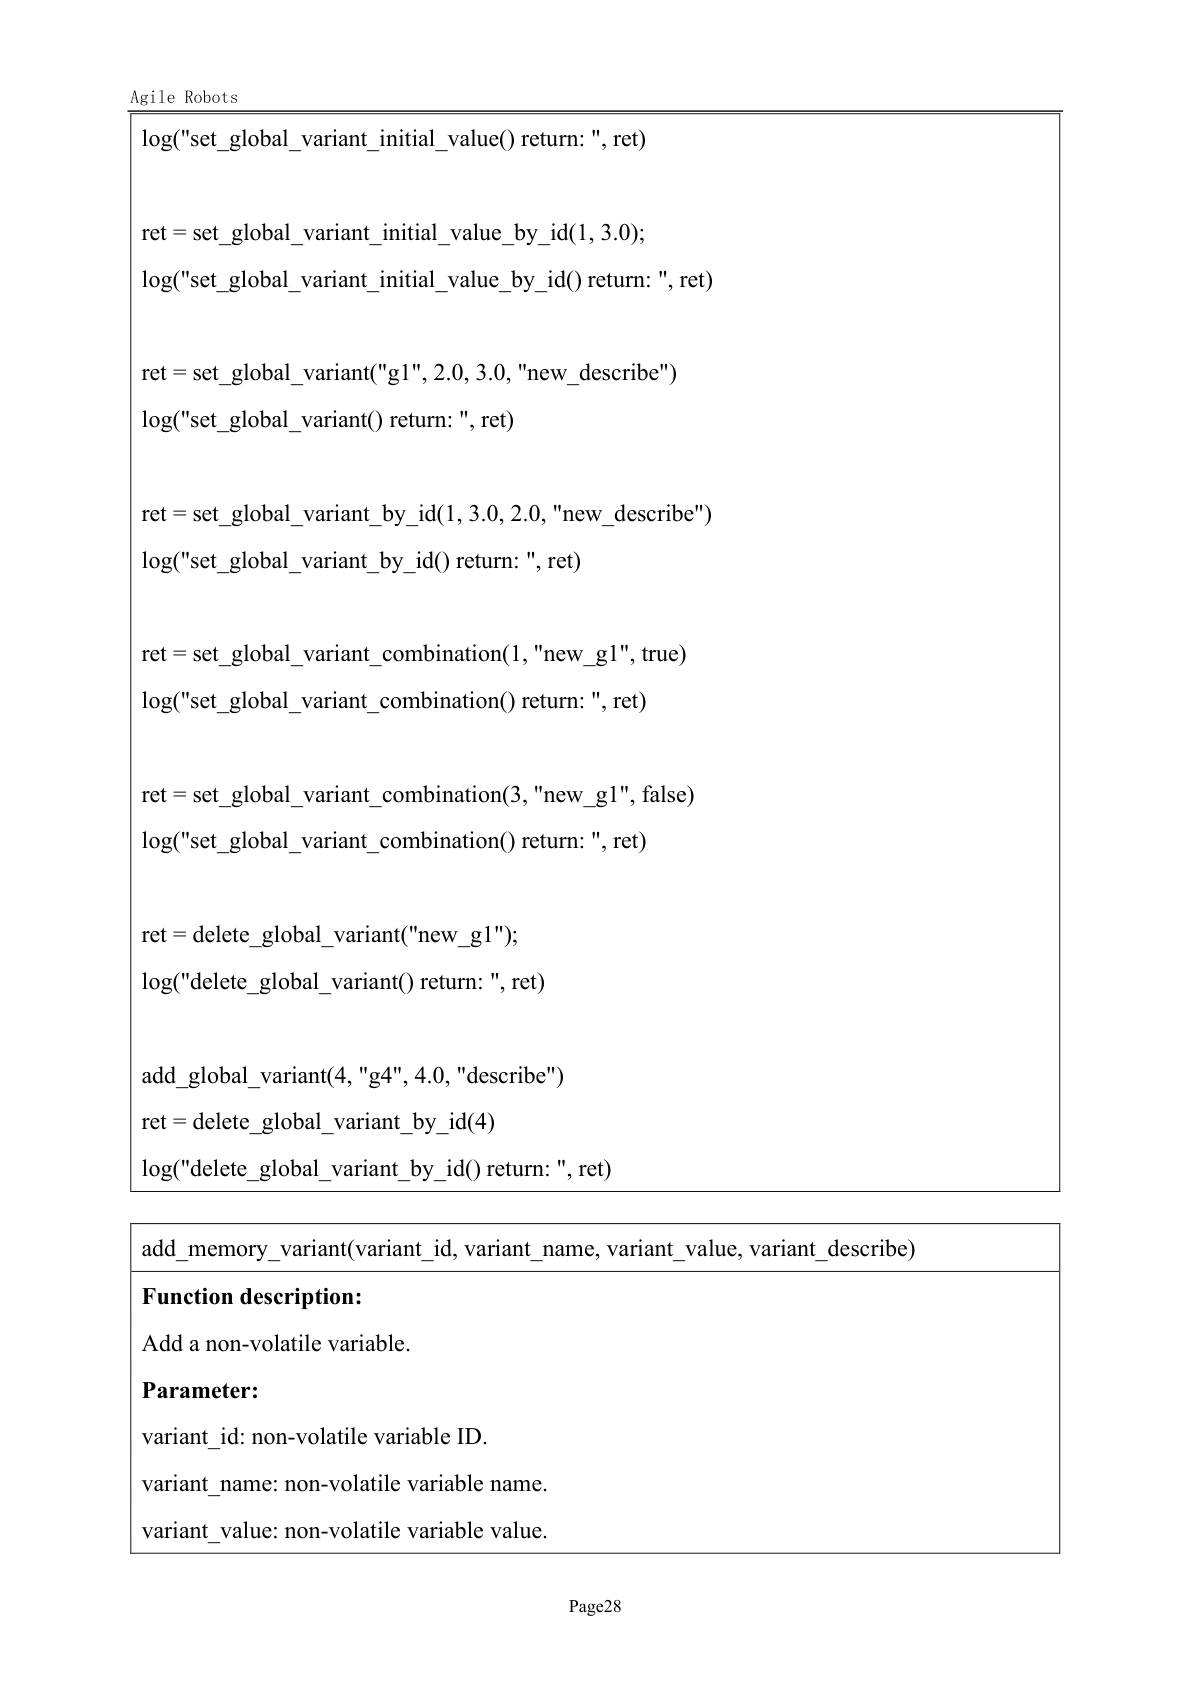 Agile Robots
log("set_global_variant_initial_value() return: ", ret)
ret = set_global_variant_initial_value_by_id(1, 3.0);
log("set_global_variant_initial_value_by_id() return: ", ret)
ret = set_global_variant("g1", 2.0, 3.0, "new_describe")
log("set_global_variant() return: ", ret)
ret = set_global_variant_by_id(1, 3.0, 2.0, "new_describe")
log("set_global_variant_by_id() return: ", ret)
ret = set_global_variant_combination(1, "new_g1", true)
log("set_global_variant_combination() return: ", ret)
ret = set_global_variant_combination(3, "new_g1", false)
log("set_global_variant_combination() return: ", ret)
ret = delete_global_variant("new_g1");
log("delete_global_variant() return: ", ret)
add_global_variant(4, "g4", 4.0, "describe")
ret = delete_global_variant_by_id(4)
log("delete_global_variant_by_id() return: ", ret)
add_memory_variant(variant_id, variant_name, variant_value, variant_describe)
Function description:
Add a non-volatile variable.
Parameter:
variant_id: non-volatile variable ID.
variant_name: non-volatile variable name.
variant_value: non-volatile variable value.
Page28